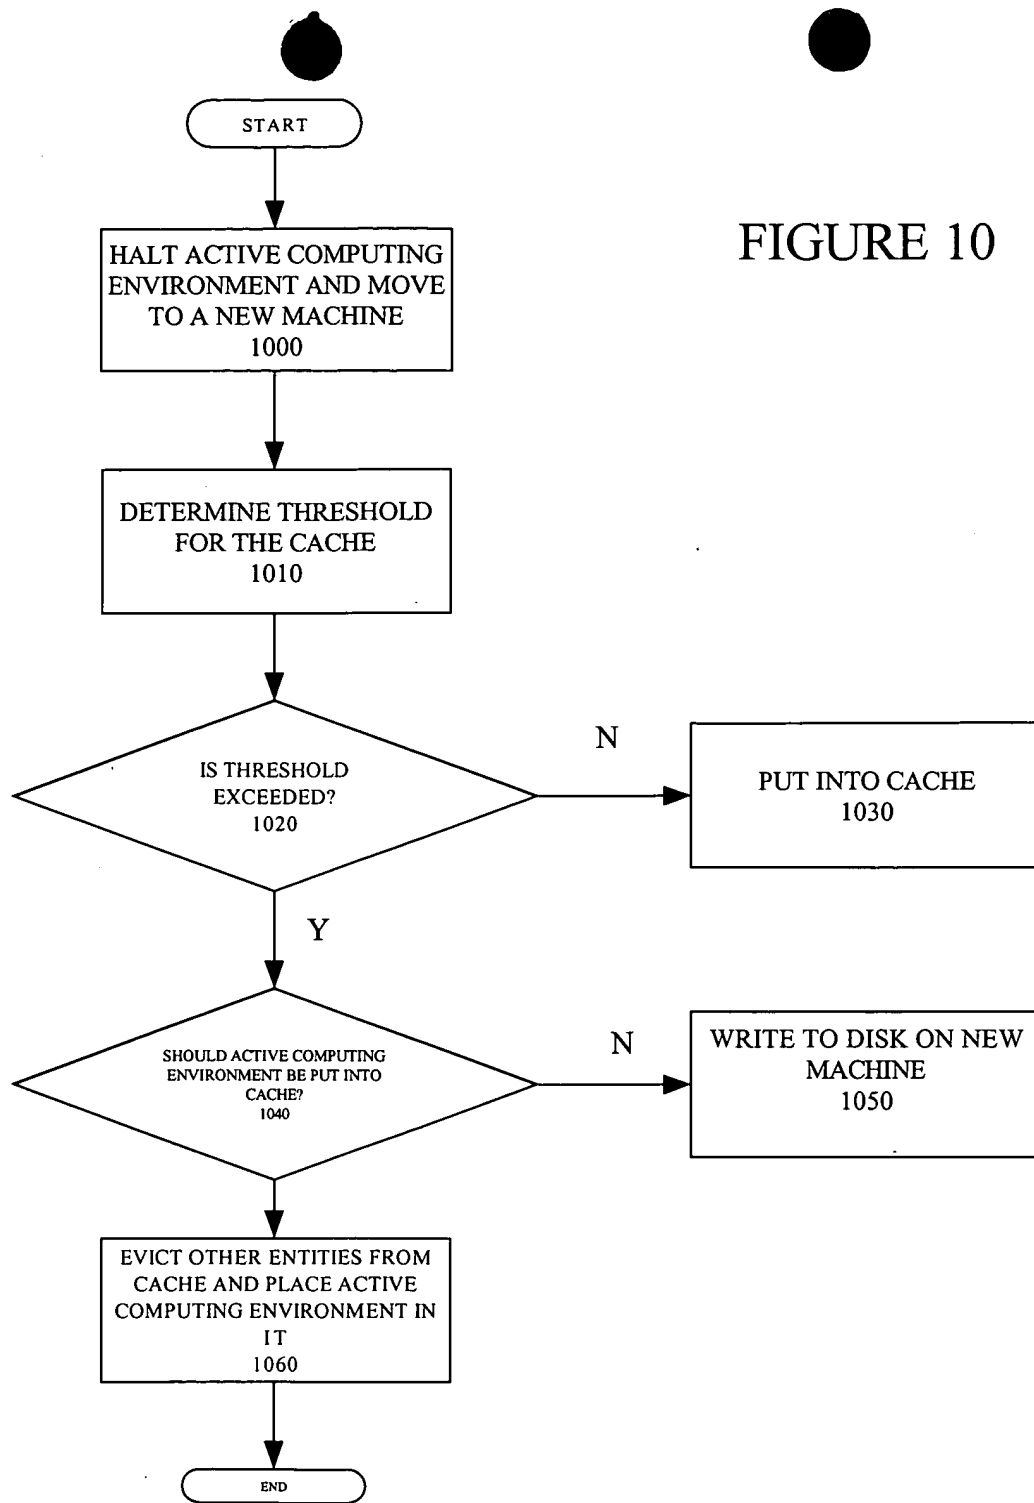 START
FIGURE 10
HALT ACTIVE COMPUTING
ENVIRONMENT AND MOVE
TO A NEW MACHINE
1000
DETERMINE THRESHOLD
FOR THE CACHE
1010
IS THRESHOLD
EXCEEDED?
1020
N
PUT INTO CACHE
1030
Y
SHOULD ACTIVE COMPUTING
ENVIRONMENT BE PUT INTO
CACHE?
1040
N
WRITE TO DISK ON NEW
MACHINE
1050
EVICT OTHER ENTITIES FROM
CACHE AND PLACE ACTIVE
COMPUTING ENVIRONMENT IN
IT
1060
END